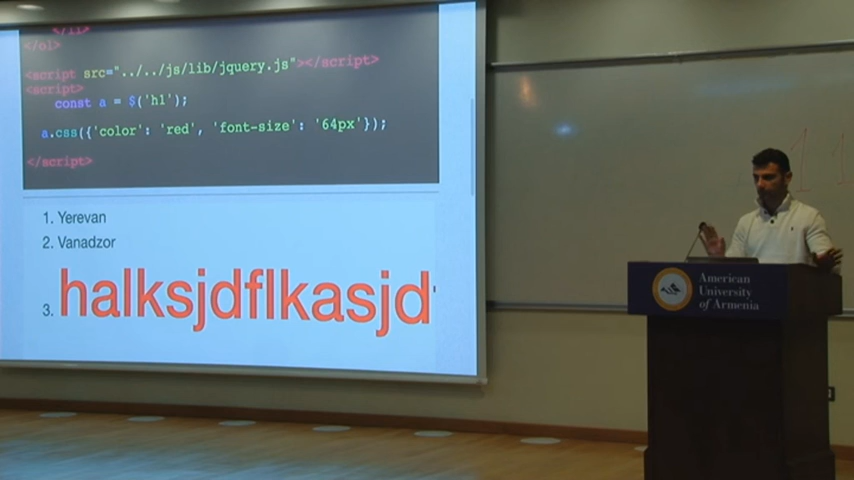 </li>
</ol>
<script src="../../js/lib/jquery.js"></script>
<script>
const a = $('h1');
a.css({'color': 'red', 'font-size': '64px'});
</script>
1. Yerevan
2. Vanadzor
3. halksjdflkasjd
American
University
of Armenia